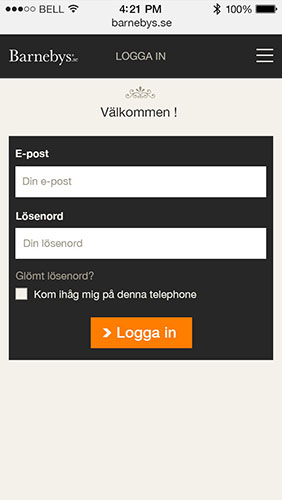 BELL 4:21 PM 100%
barnebys.se
Barnebys.se LOGGA IN
Välkommen !
E-post
Din e-post
Lösenord
Din lösenord
Glömt lösenord?
Kom ihåg mig på denna telephone
Logga in